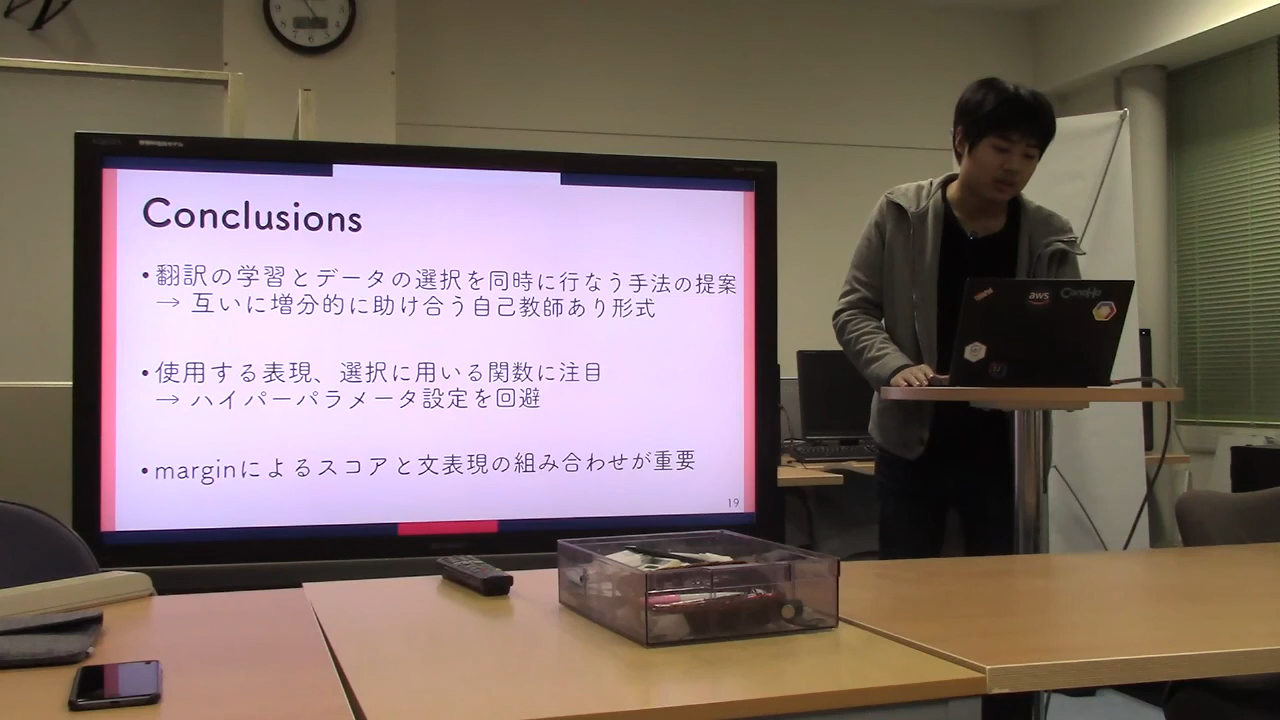 Conclusions
•翻訳の学習とデータの選択を同時に行なう手法の提案
→ 互いに増分的に助け合う自己教師あり形式
•使用する表現、選択に用いる関数に注目
→ ハイパーパラメータ設定を回避
•marginによるスコアと文表現の組み合わせが重要
19
aws
ConoHa